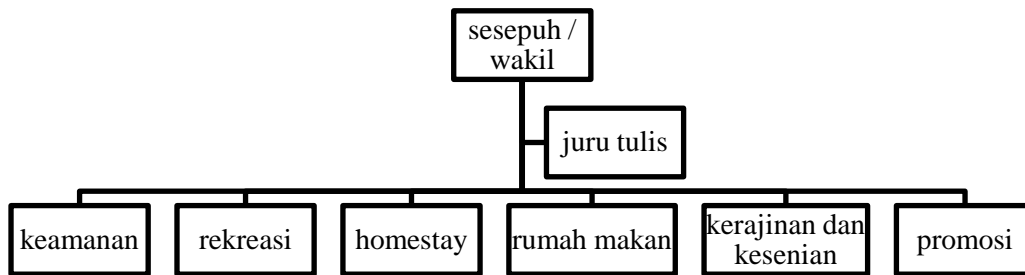 sesepuh /
wakil
juru tulis
keamanan
rekreasi
homestay
rumah makan
kerajinan dan
kesenian
promosi